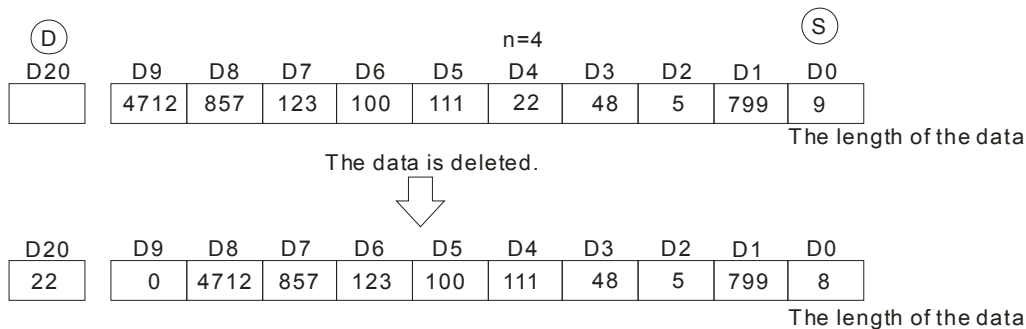 D n=4 S
D20 D9 D8 D7 D6 D5 D4 D3 D2 D1 D0
4712 857 123 100 111 22 48 5 799 9
The length of the data
The data is deleted.
D20 D9 D8 D7 D6 D5 D4 D3 D2 D1 D0
22 0 4712 857 123 100 111 48 5 799 8
The length of the data